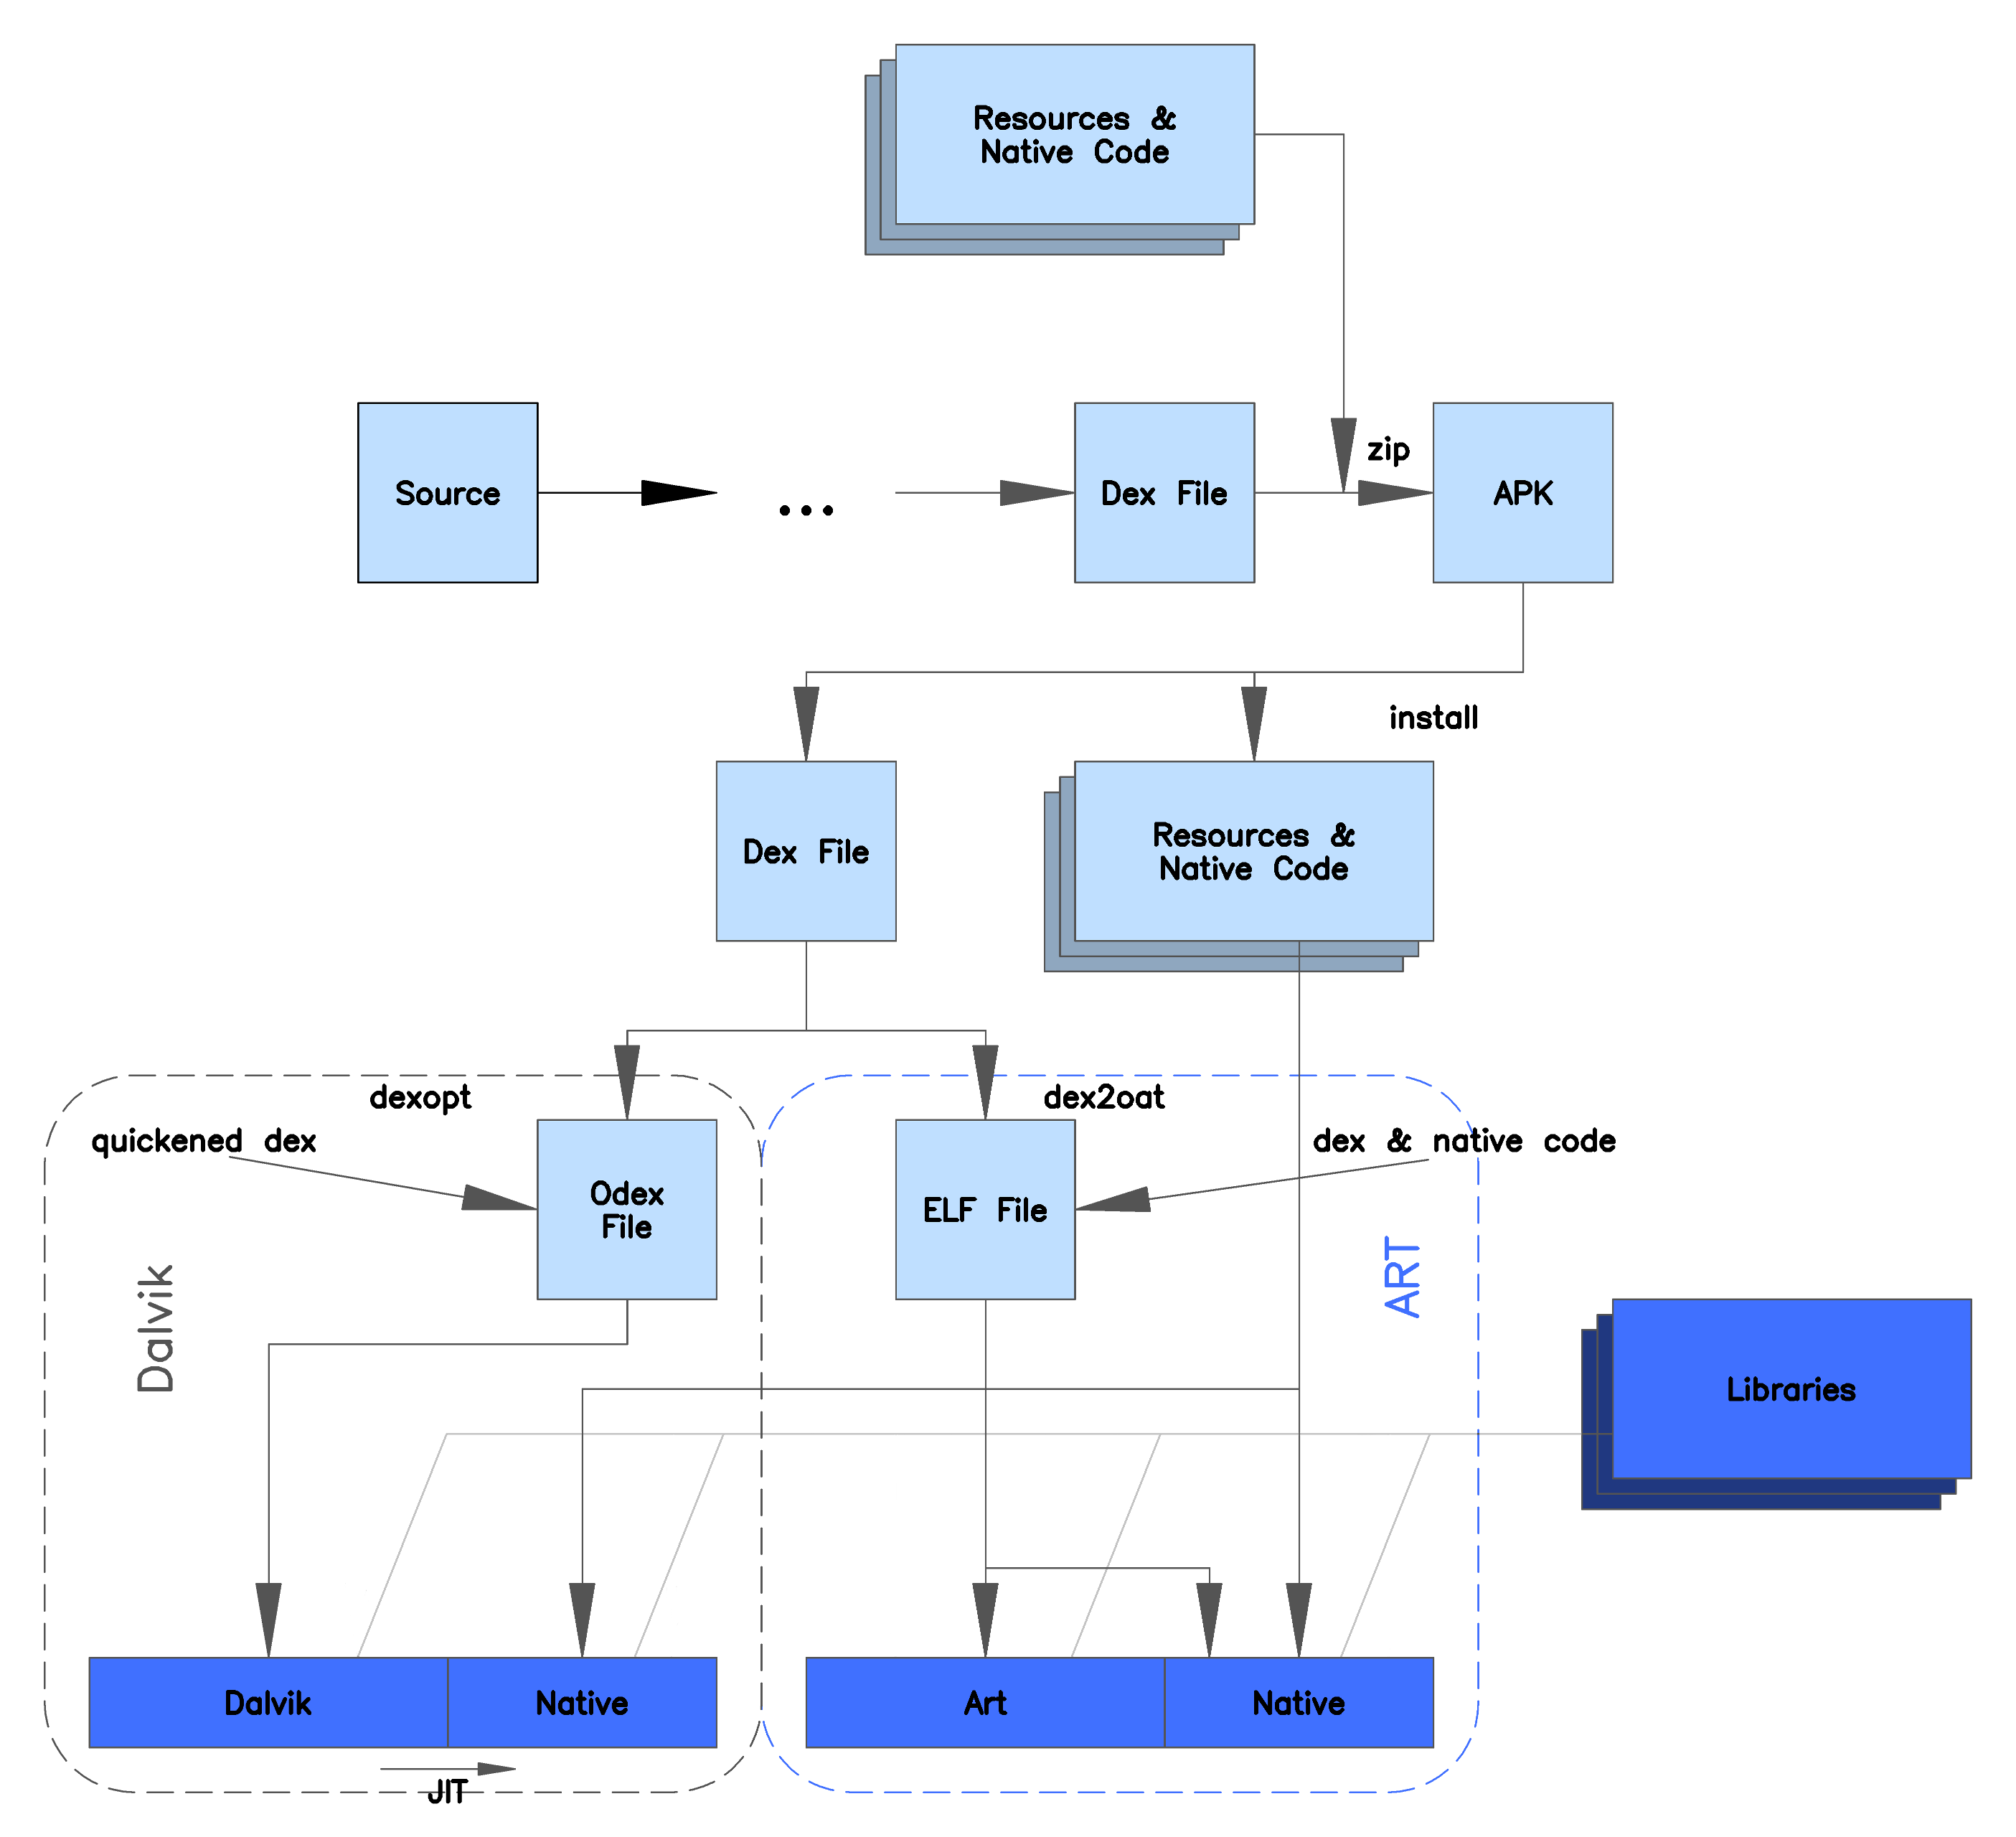 Resources &
Native Code
zip
Source
...
Dex File
APK
install
Dex File
Resources &
Native Code
dexopt
dex2oat
quickened dex
dex & native code
Odex
File
ELF File
Dalvik
ART
Libraries
Dalvik
Native
Art
Native
JIT